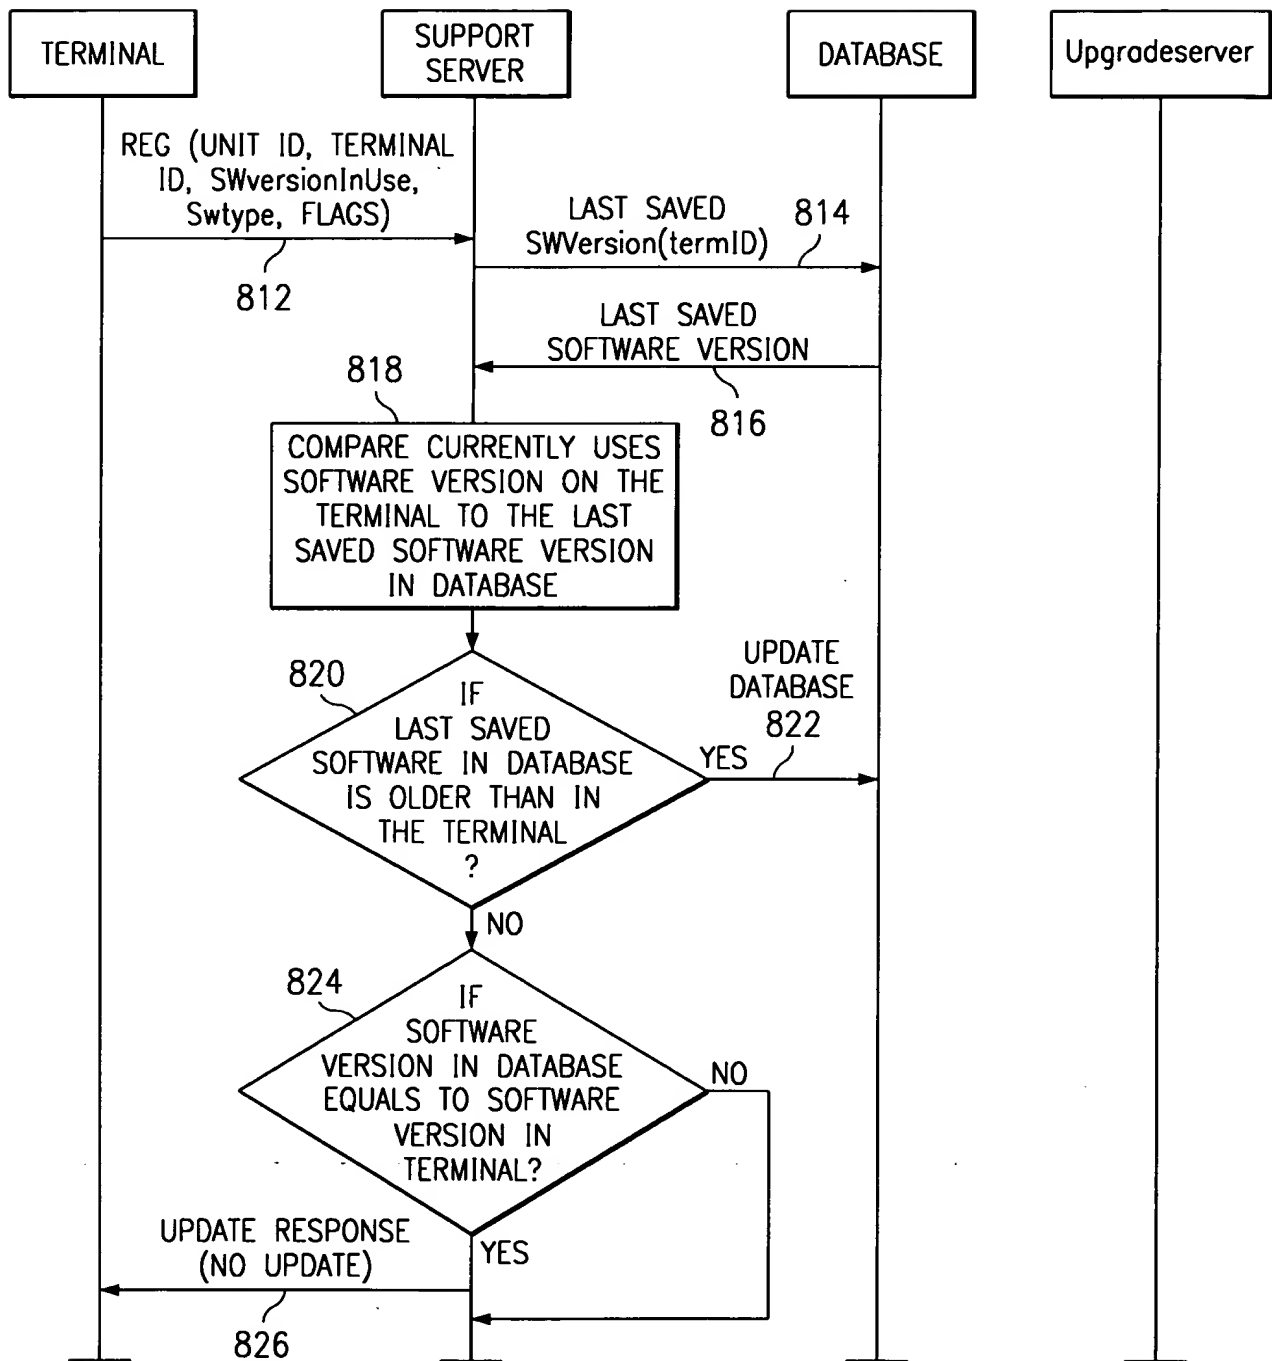 TERMINAL
SUPPORT
SERVER
DATABASE
Upgradeserver
REG (UNIT ID, TERMINAL
ID, SWversionInUse,
Swtype, FLAGS)
812
LAST SAVED
SWVersion(termID)
814
LAST SAVED
SOFTWARE VERSION
816
818
COMPARE CURRENTLY USES
SOFTWARE VERSION ON THE
TERMINAL TO THE LAST
SAVED SOFTWARE VERSION
IN DATABASE
820
IF
LAST SAVED
SOFTWARE IN DATABASE
IS OLDER THAN IN
THE TERMINAL
?
YES
UPDATE
DATABASE
822
NO
824
IF
SOFTWARE
VERSION IN DATABASE
EQUALS TO SOFTWARE
VERSION IN
TERMINAL?
NO
YES
UPDATE RESPONSE
(NO UPDATE)
826